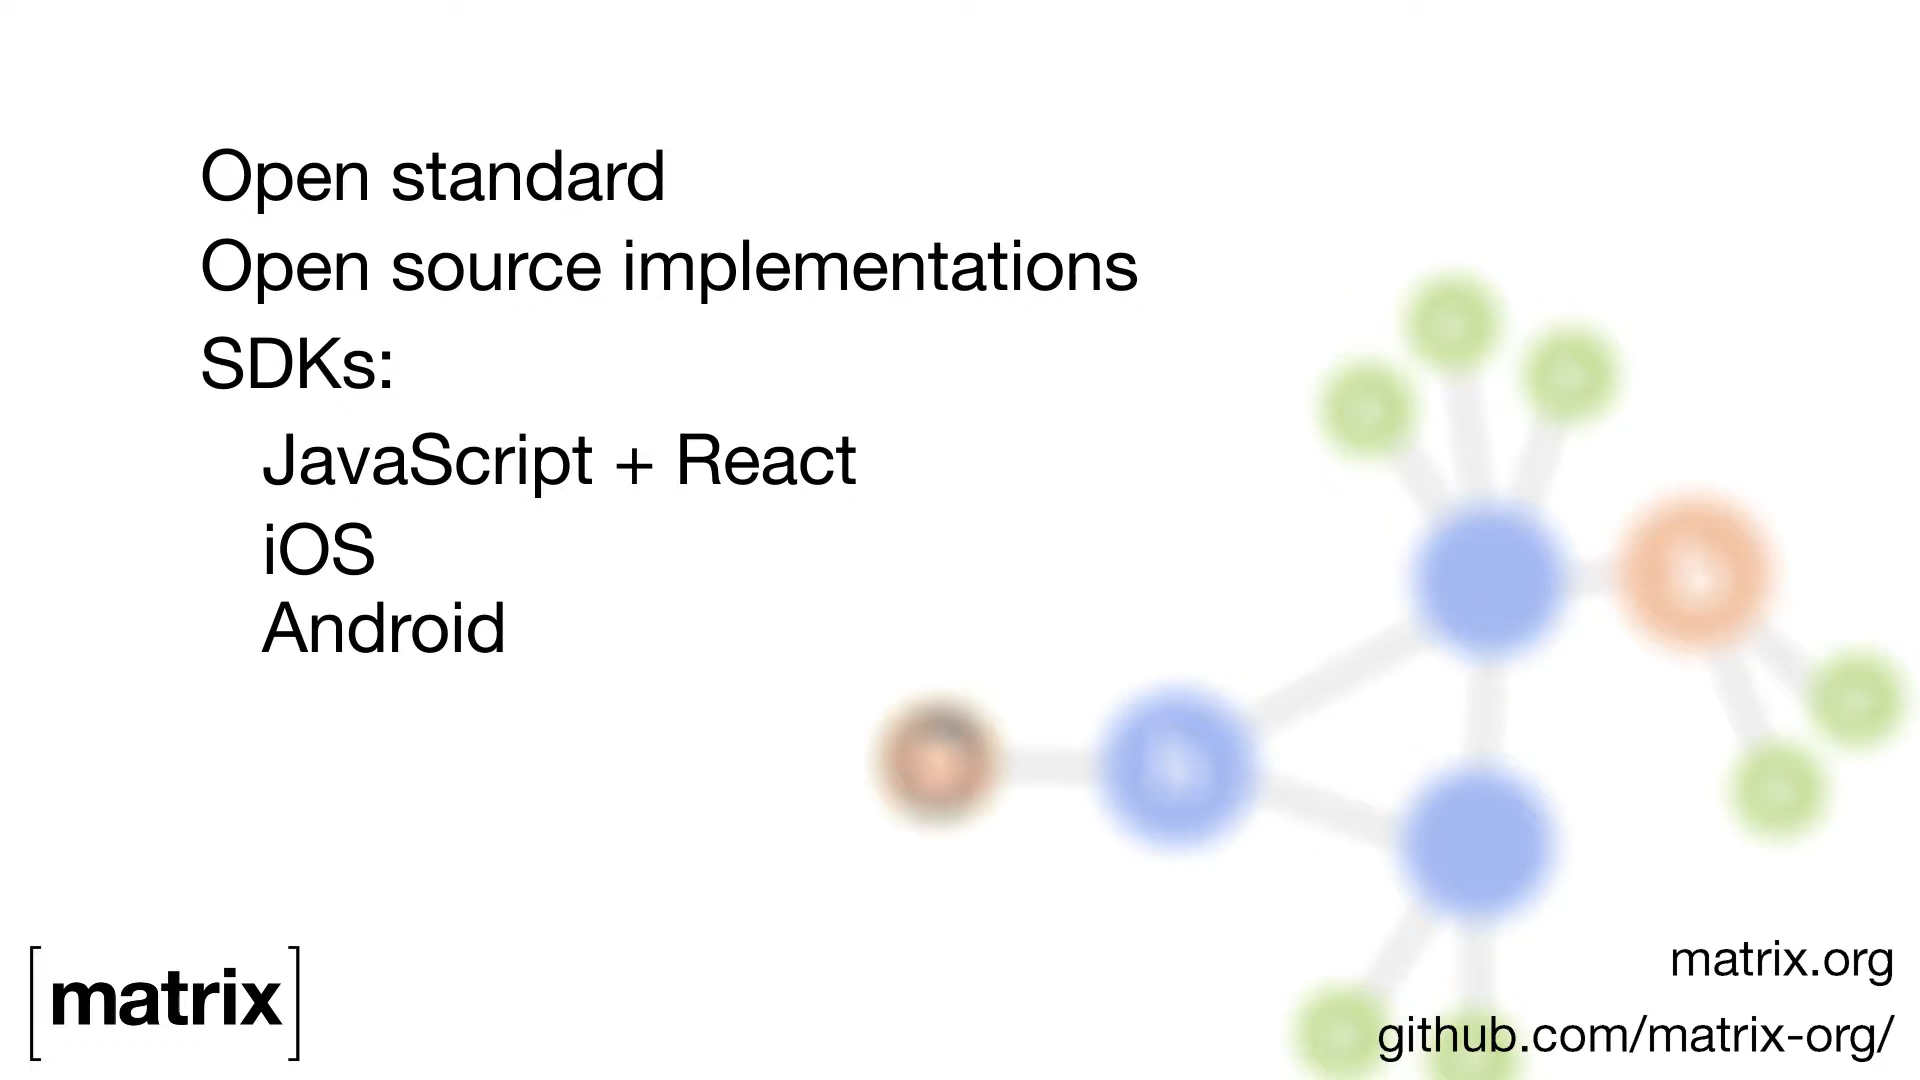 Open standard
Open source implementations
SDKs:
JavaScript + React
iOS
Android
[matrix]
matrix.org
github.com/matrix-org/